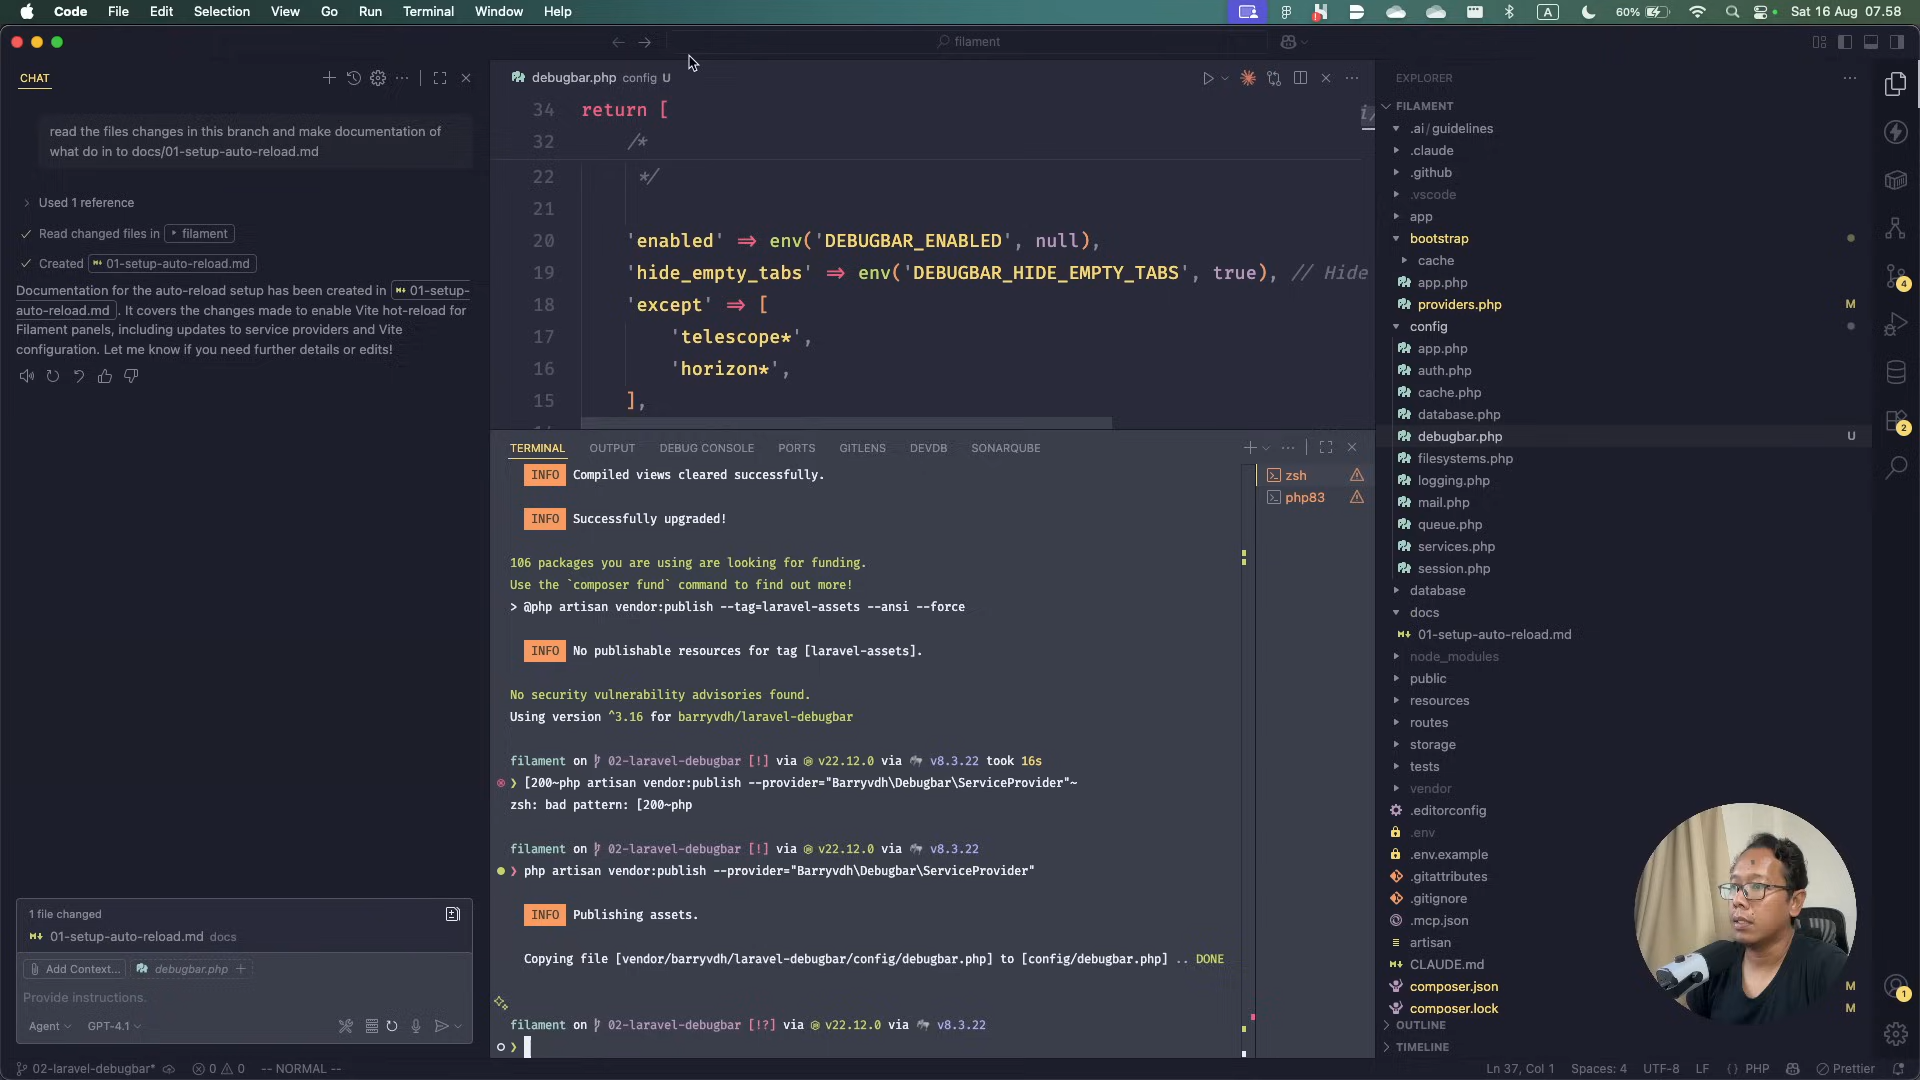 Code File Edit Selection View Go Run Terminal Window Help
60% Sat 16 Aug 07.58
filament
CHAT
read the files changes in this branch and make documentation of
what do in to docs/01-setup-auto-reload.md
Used 1 reference
Read changed files in filament
Created 01-setup-auto-reload.md
Documentation for the auto-reload setup has been created in 01-setup-
auto-reload.md . It covers the changes made to enable Vite hot-reload for
Filament panels, including updates to service providers and Vite
configuration. Let me know if you need further details or edits!
1 file changed
01-setup-auto-reload.md docs
Add Context... debugbar.php
Provide instructions.
Agent GPT-4.1
debugbar.php config U
34 return [
32 /*
22 */
21
20 'enabled' => env('DEBUGBAR_ENABLED', null),
19 'hide_empty_tabs' => env('DEBUGBAR_HIDE_EMPTY_TABS', true), // Hide
18 'except' => [
17 'telescope*',
16 'horizon*',
15 ],
TERMINAL OUTPUT DEBUG CONSOLE PORTS GITLENS DEVDB SONARQUBE
INFO Compiled views cleared successfully.
INFO Successfully upgraded!
106 packages you are using are looking for funding.
Use the `composer fund` command to find out more!
> @php artisan vendor:publish --tag=laravel-assets --ansi --force
INFO No publishable resources for tag [laravel-assets].
No security vulnerability advisories found.
Using version ^3.16 for barryvdh/laravel-debugbar
filament on 02-laravel-debugbar [!] via v22.12.0 via v8.3.22 took 16s
❯ [200~php artisan vendor:publish --provider="Barryvdh\Debugbar\ServiceProvider"~
zsh: bad pattern: [200~php
filament on 02-laravel-debugbar [!] via v22.12.0 via v8.3.22
❯ php artisan vendor:publish --provider="Barryvdh\Debugbar\ServiceProvider"
INFO Publishing assets.
Copying file [vendor/barryvdh/laravel-debugbar/config/debugbar.php] to [config/debugbar.php] .. DONE
filament on 02-laravel-debugbar [!?] via v22.12.0 via v8.3.22
❯
zsh
php83
EXPLORER
FILAMENT
.ai/guidelines
.claude
.github
.vscode
app
bootstrap
cache
app.php
providers.php M
config
app.php
auth.php
cache.php
database.php
debugbar.php U
filesystems.php
logging.php
mail.php
queue.php
services.php
session.php
database
docs
01-setup-auto-reload.md
node_modules
public
resources
routes
storage
tests
vendor
.editorconfig
.env
.env.example
.gitattributes
.gitignore
.mcp.json
artisan
CLAUDE.md
composer.json M
composer.lock M
OUTLINE
TIMELINE
4
2
1
02-laravel-debugbar* 0 0 -- NORMAL --
Ln 37, Col 1 Spaces: 4 UTF-8 LF { } PHP Prettier